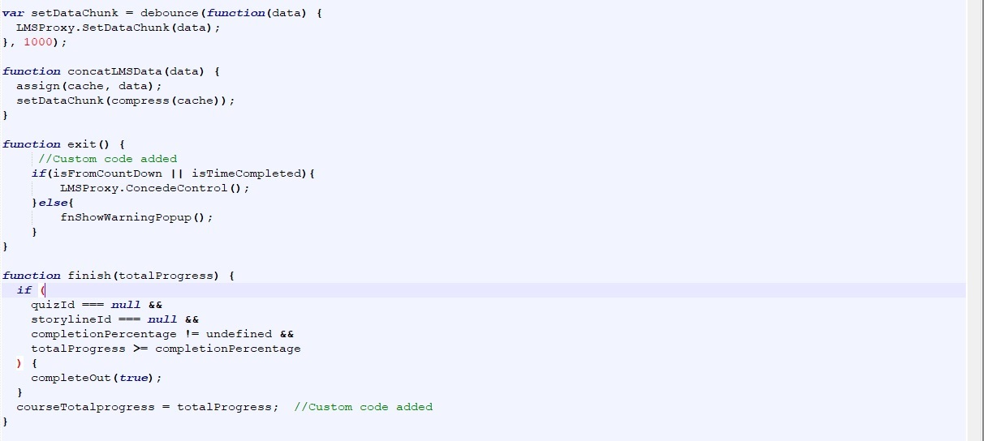 var setDataChunk = debounce(function(data) {
  LMSProxy.SetDataChunk(data);
}, 1000);

function concatLMSData(data) {
  assign(cache, data);
  setDataChunk(compress(cache));
}

function exit() {
     //Custom code added
    if(isFromCountDown || isTimeCompleted){
        LMSProxy.ConcedeControl();
    }else{
        fnShowWarningPopup();
    }
}

function finish(totalProgress) {
  if (
    quizId === null &&
    storylineId === null &&
    completionPercentage != undefined &&
    totalProgress >= completionPercentage
  ) {
    completeOut(true);
  }
  courseTotalprogress = totalProgress;  //Custom code added
}